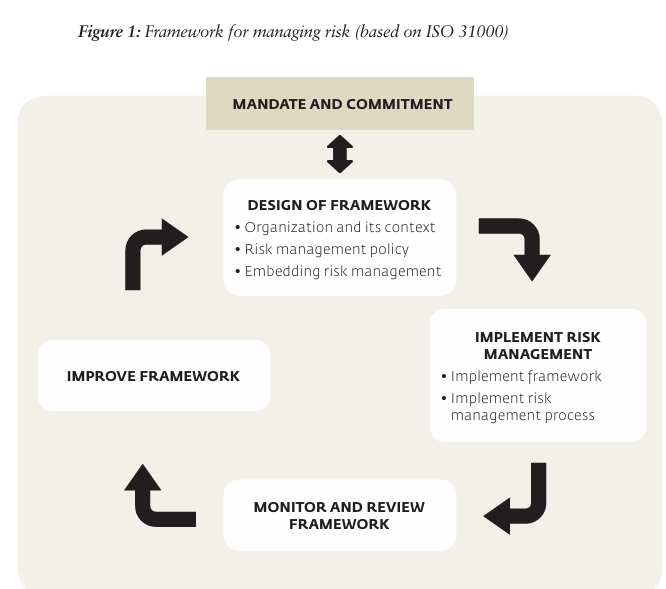 Figure 1: Framework for managing risk (based on ISO 31000)
MANDATE AND COMMITMENT
DESIGN OF FRAMEWORK
• Organization and its context
• Risk management policy
• Embedding risk management
IMPLEMENT RISK
MANAGEMENT
• Implement framework
• Implement risk
management process
IMPROVE FRAMEWORK
MONITOR AND REVIEW
FRAMEWORK